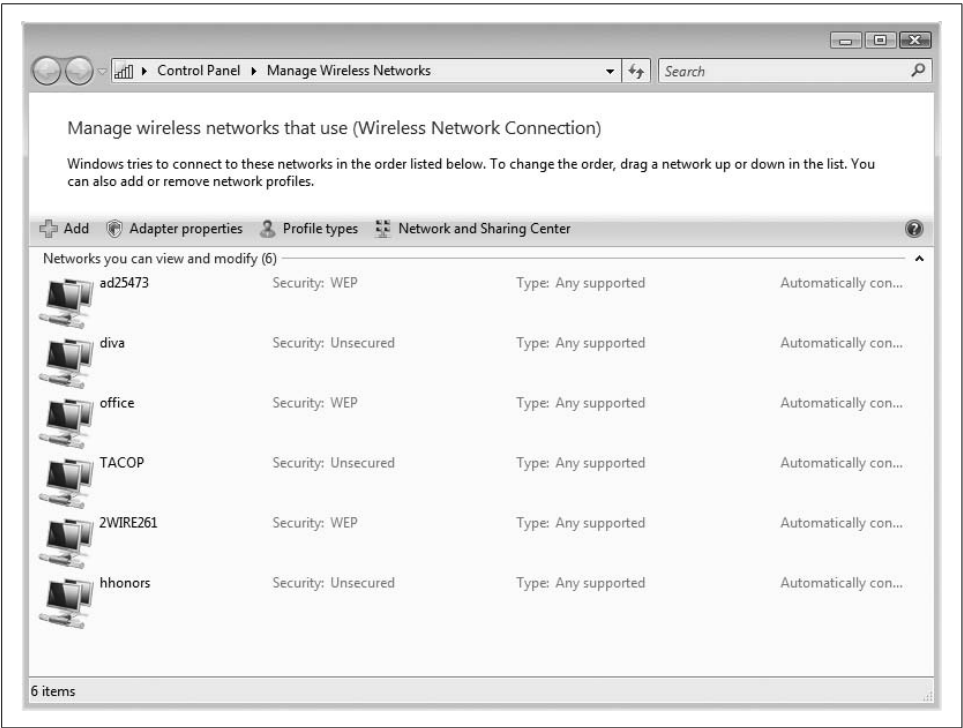 Control Panel Manage Wireless Networks Search
Manage wireless networks that use (Wireless Network Connection)
Windows tries to connect to these networks in the order listed below. To change the order, drag a network up or down in the list. You
can also add or remove network profiles.
Add Adapter properties Profile types Network and Sharing Center
Networks you can view and modify (6)
ad25473 Security: WEP Type: Any supported Automatically con...
diva Security: Unsecured Type: Any supported Automatically con...
office Security: WEP Type: Any supported Automatically con...
TACOP Security: Unsecured Type: Any supported Automatically con...
2WIRE261 Security: WEP Type: Any supported Automatically con...
hhonors Security: Unsecured Type: Any supported Automatically con...
6 items